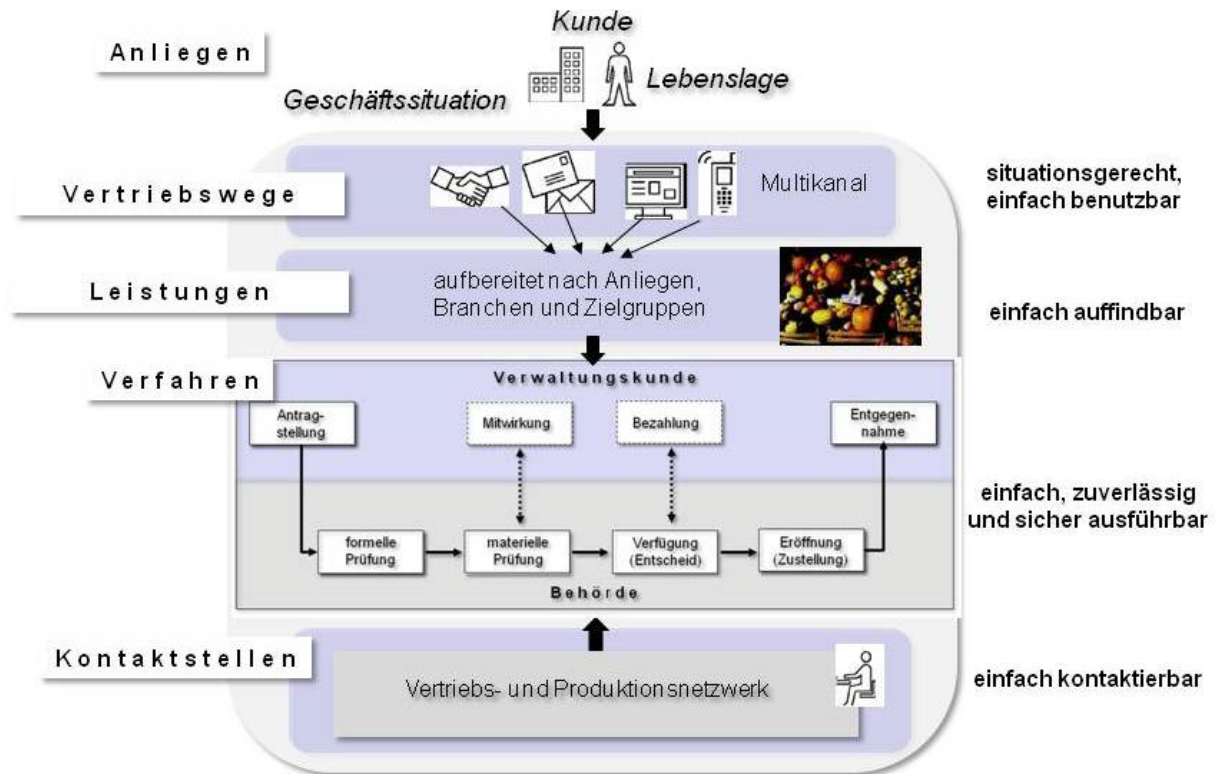 Kunde
Anliegen
Lebenslage
Geschäftssituation
Vertriebswege
Multikanal
situationsgerecht,
einfach benutzbar
Leistungen
aufbereitet nach Anliegen,
Branchen und Zielgruppen
einfach auffindbar
Verfahren
Verwaltungskunde
Antrag-
stellung
Mitwirkung
Bezahlung
Entgegen-
nahme
einfach, zuverlässig
und sicher ausführbar
formelle
Prüfung
materielle
Prüfung
Verfügung
(Entscheid)
Eröffnung
(Zustellung)
Behörde
Kontaktstellen
Vertriebs- und Produktionsnetzwerk
einfach kontaktierbar